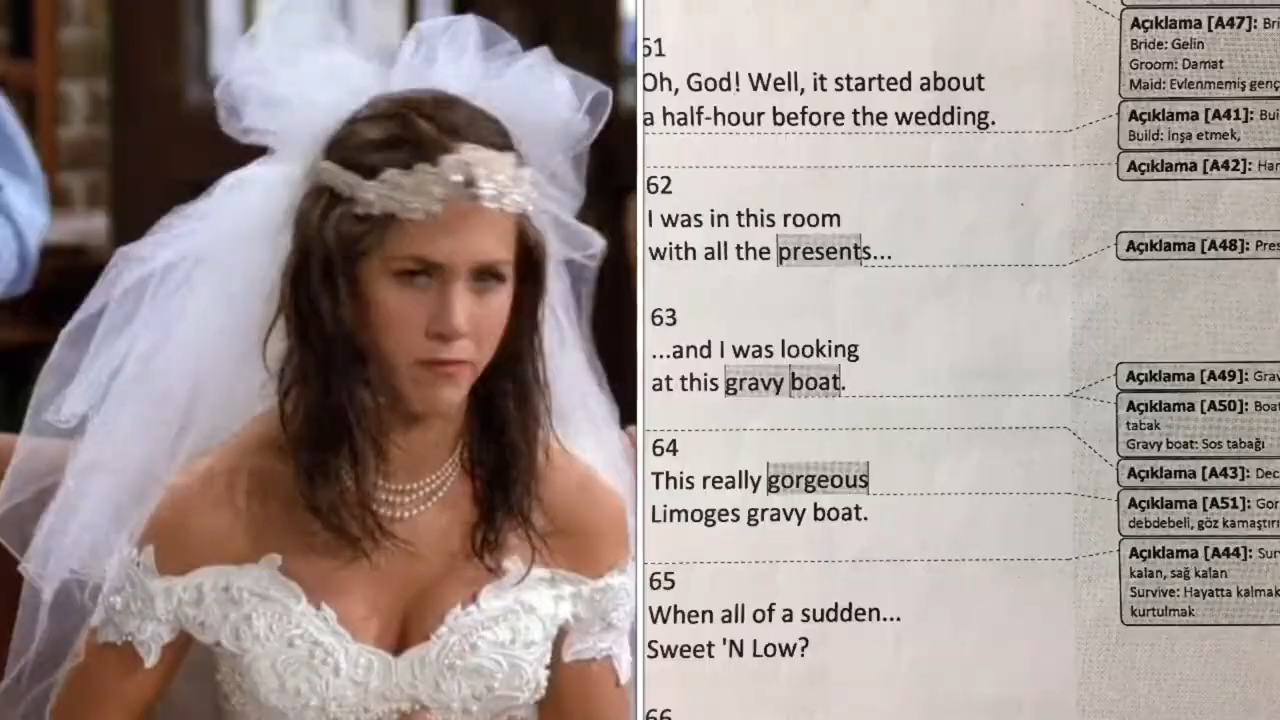 61
Oh, God! Well, it started about
a half-hour before the wedding.
62
I was in this room
with all the presents...
63
...and I was looking
at this gravy boat.
64
This really gorgeous
Limoges gravy boat.
65
When all of a sudden...
Sweet 'N Low?
66
Açıklama [A47]:
Bride: Gelin
Groom: Damat
Maid: Evlenmemiş genç
Açıklama [A41]:
Build: İnşa etmek,
Açıklama [A42]:
Açıklama [A48]:
Açıklama [A49]:
Açıklama [A50]: Boat
tabak
Gravy boat: Sos tabağı
Açıklama [A43]:
Açıklama [A51]:
debdebeli, göz
Açıklama [A44]:
kalan, sağ kalan
Survive: Hayatta kalmak
kurtulmak